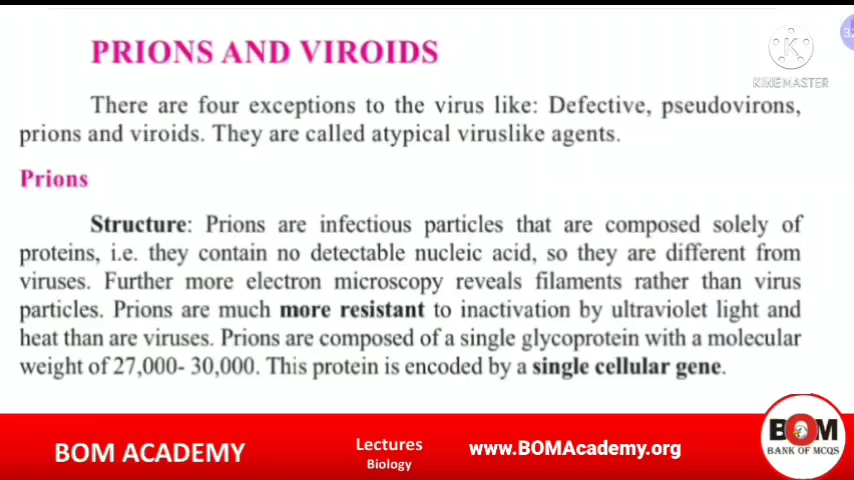 PRIONS AND VIROIDS
KINEMASTER
There are four exceptions to the virus like: Defective, pseudovirons,
prions and viroids. They are called atypical viruslike agents.
Prions
Structure: Prions are infectious particles that are composed solely of
proteins, i.e. they contain no detectable nucleic acid, so they are different from
viruses. Further more electron microscopy reveals filaments rather than virus
particles. Prions are much more resistant to inactivation by ultraviolet light and
heat than are viruses. Prions are composed of a single glycoprotein with a molecular
weight of 27,000- 30,000. This protein is encoded by a single cellular gene.
BOM ACADEMY
Lectures
Biology
www.BOMAcademy.org
BOM
BANK OF MCQS